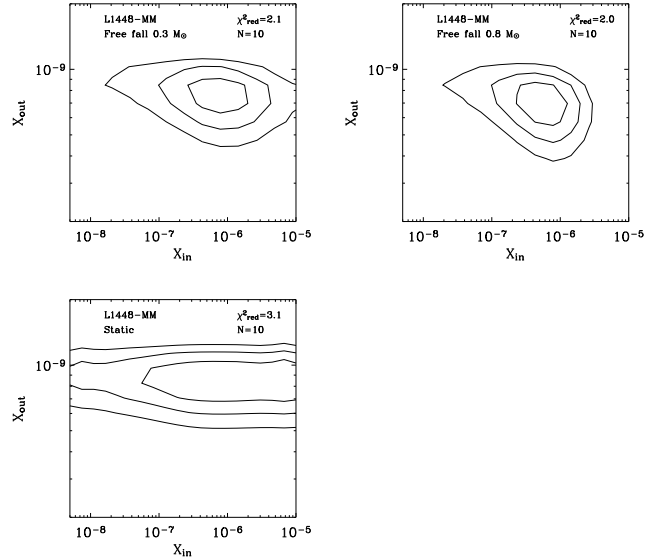 L1448-MM χ²red=2.1
Free fall 0.3 M⊙ N=10
10⁻⁹
Xout
10⁻⁸ 10⁻⁷ 10⁻⁶ 10⁻⁵
Xin
L1448-MM χ²red=2.0
Free fall 0.8 M⊙ N=10
10⁻⁹
Xout
10⁻⁸ 10⁻⁷ 10⁻⁶ 10⁻⁵
Xin
L1448-MM χ²red=3.1
Static N=10
10⁻⁹
Xout
10⁻⁸ 10⁻⁷ 10⁻⁶ 10⁻⁵
Xin